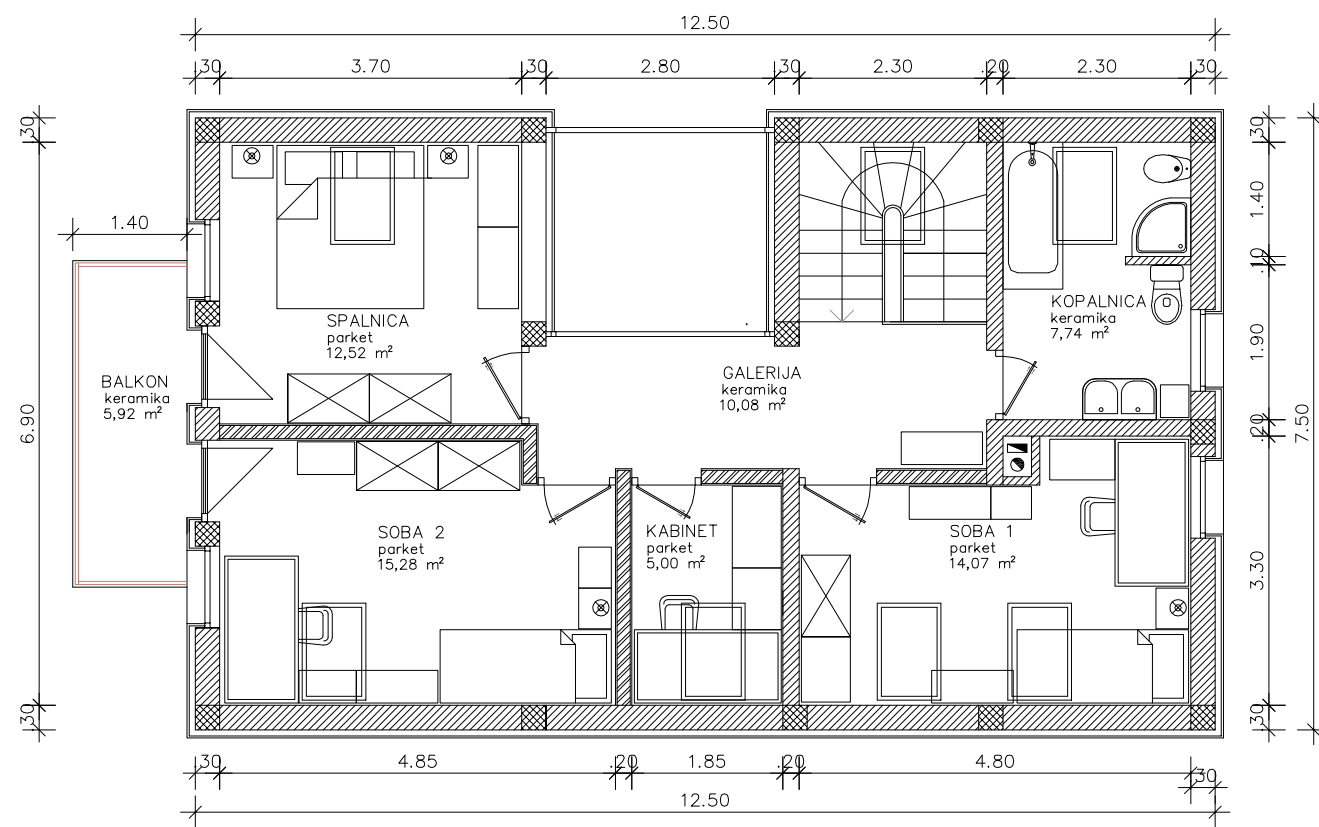 12.50
.30
3.70
.30
2.80
.30
2.30
.20
2.30
.30
.30
6.90
.30
1.40
SPALNICA
parket
12,52 m²
BALKON
keramika
5,92 m²
GALERIJA
keramika
10,08 m²
KOPALNICA
keramika
7,74 m²
SOBA 2
parket
15,28 m²
KABINET
parket
5,00 m²
SOBA 1
parket
14,07 m²
.30
1.40
.10
1.90
.20
3.30
.30
7.50
.30
4.85
.20
1.85
.20
4.80
.30
12.50